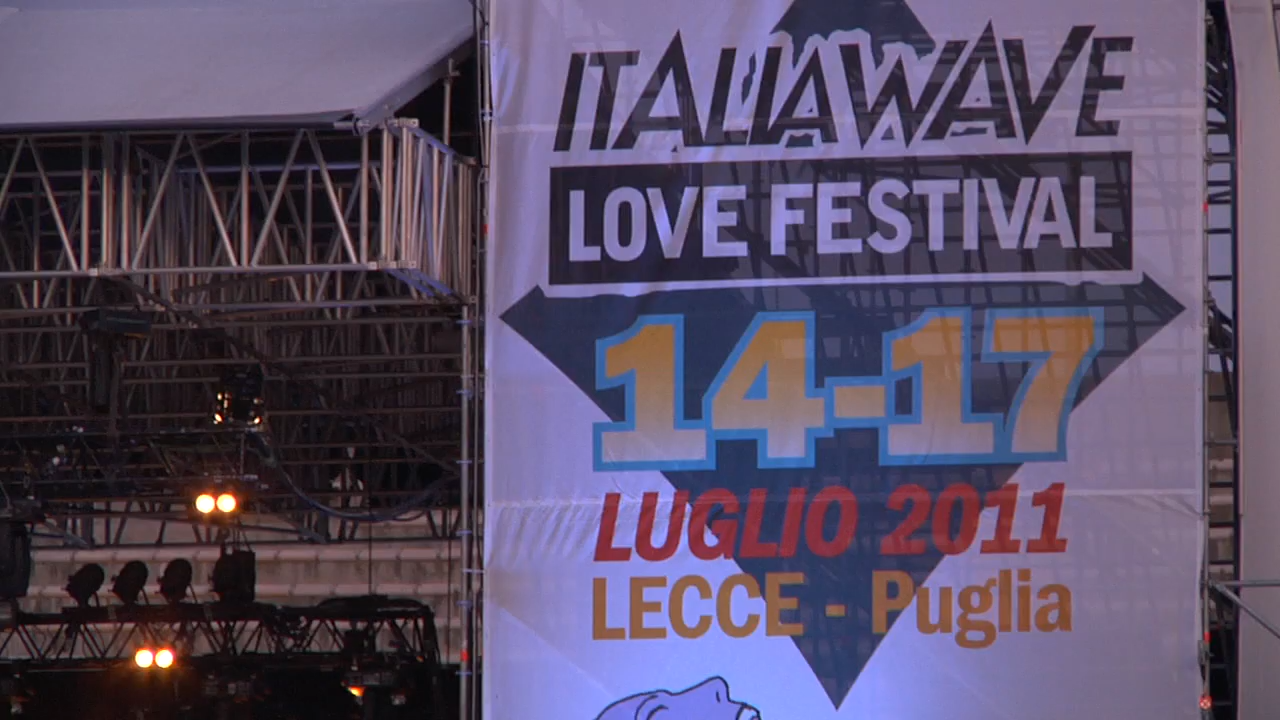 ITALIAWAVE
LOVE FESTIVAL
14-17
LUGLIO 2011
LECCE - Puglia